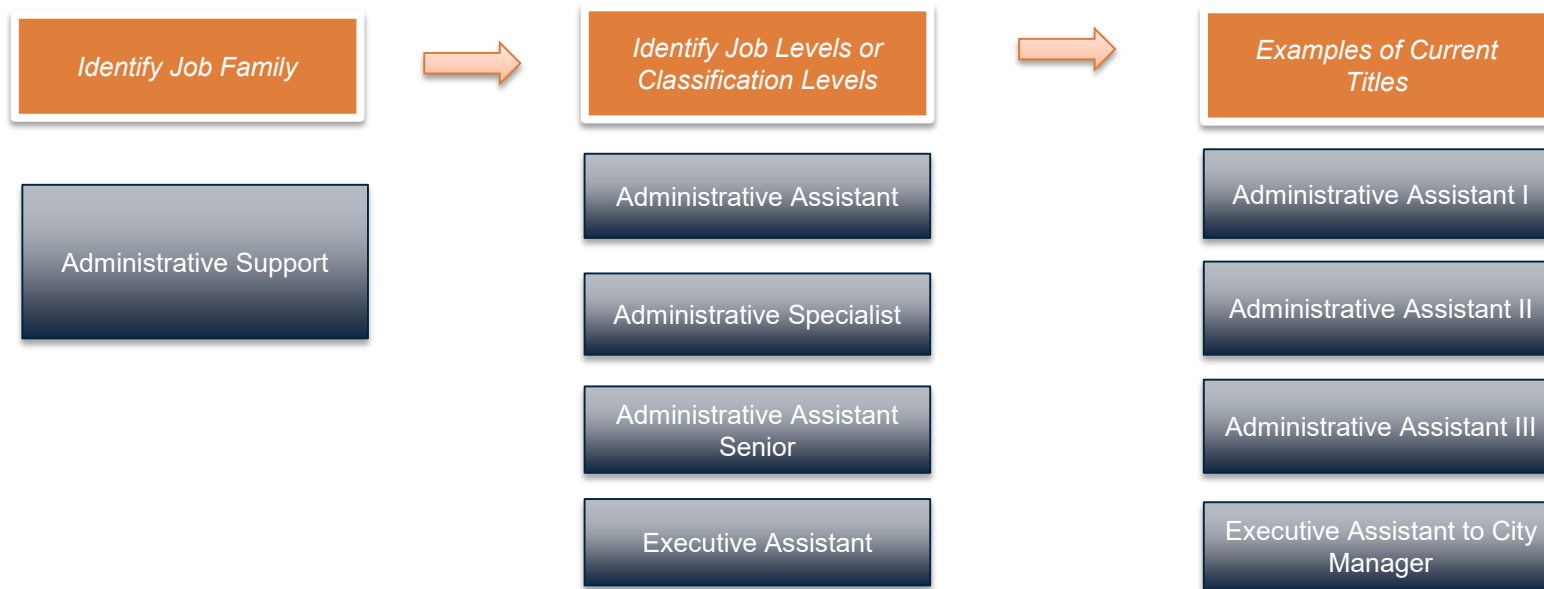 Identify Job Family
Identify Job Levels or
Classification Levels
Examples of Current
Titles
Administrative Support
Administrative Assistant
Administrative Specialist
Administrative Assistant
Senior
Executive Assistant
Administrative Assistant I
Administrative Assistant II
Administrative Assistant III
Executive Assistant to City
Manager